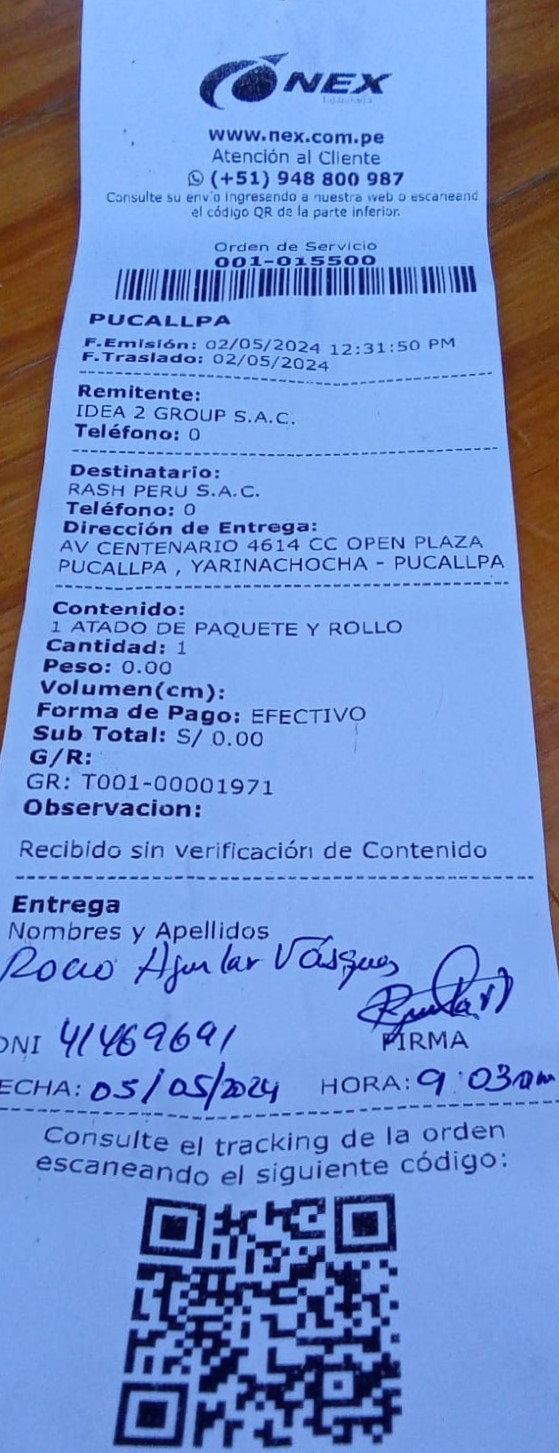 NEX
www.nex.com.pe
Atención al Cliente
(+51) 948 800 987
Consulte su envío ingresando a nuestra web o escaneand
el código QR de la parte inferior.
Orden de Servicio
001-015500
PUCALLPA
F.Emisión: 02/05/2024 12:31:50 PM
F.Traslado: 02/05/2024
Remitente:
IDEA 2 GROUP S.A.C.
Teléfono: 0
Destinatario:
RASH PERU S.A.C.
Teléfono: 0
Dirección de Entrega:
AV CENTENARIO 4614 CC OPEN PLAZA
PUCALLPA , YARINACHOCHA - PUCALLPA
Contenido:
1 ATADO DE PAQUETE Y ROLLO
Cantidad: 1
Peso: 0.00
Volumen(cm):
Forma de Pago: EFECTIVO
Sub Total: S/ 0.00
G/R:
GR: T001-00001971
Observacion:
Recibido sin verificación de Contenido
Entrega
Nombres y Apellidos
Rocio Aguilar Vásquez
DNI 41469691
FIRMA
ECHA: 05/05/2024 HORA: 9:03am
Consulte el tracking de la orden
escaneando el siguiente código: